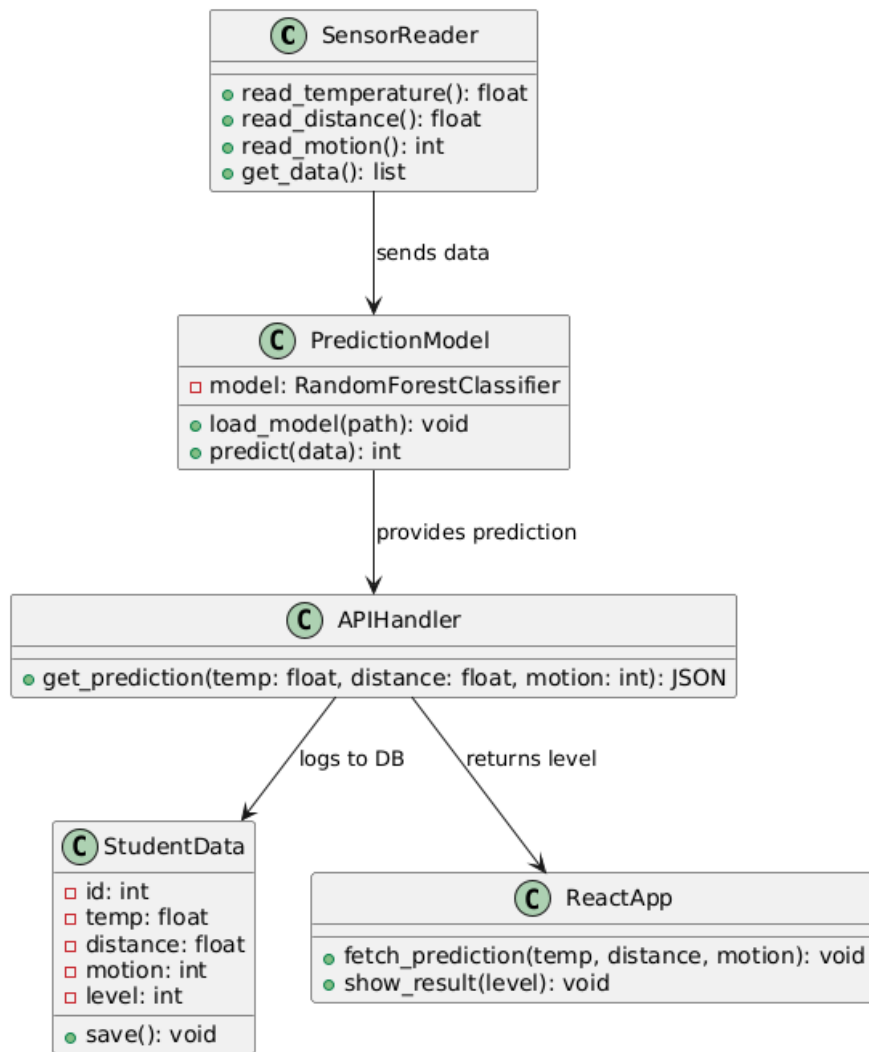 C SensorReader
read_temperature(): float
read_distance(): float
read_motion(): int
get_data(): list
sends data
C PredictionModel
model: RandomForestClassifier
load_model(path): void
predict(data): int
provides prediction
C APIHandler
get_prediction(temp: float, distance: float, motion: int): JSON
logs to DB
returns level
C StudentData
id: int
temp: float
distance: float
motion: int
level: int
save(): void
C ReactApp
fetch_prediction(temp, distance, motion): void
show_result(level): void